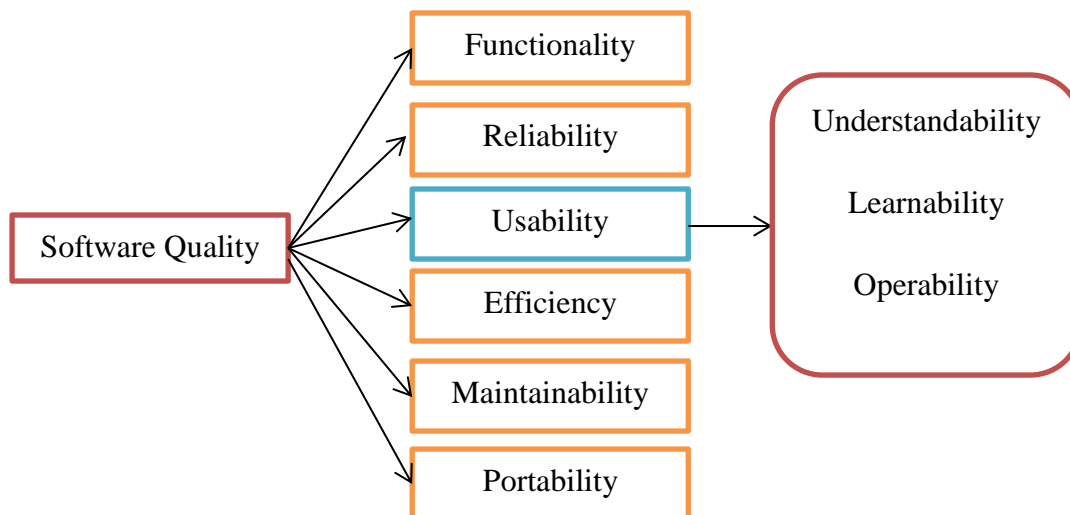 Functionality
Reliability
Usability
Software Quality
Efficiency
Maintainability
Portability
Understandability
Learnability
Operability